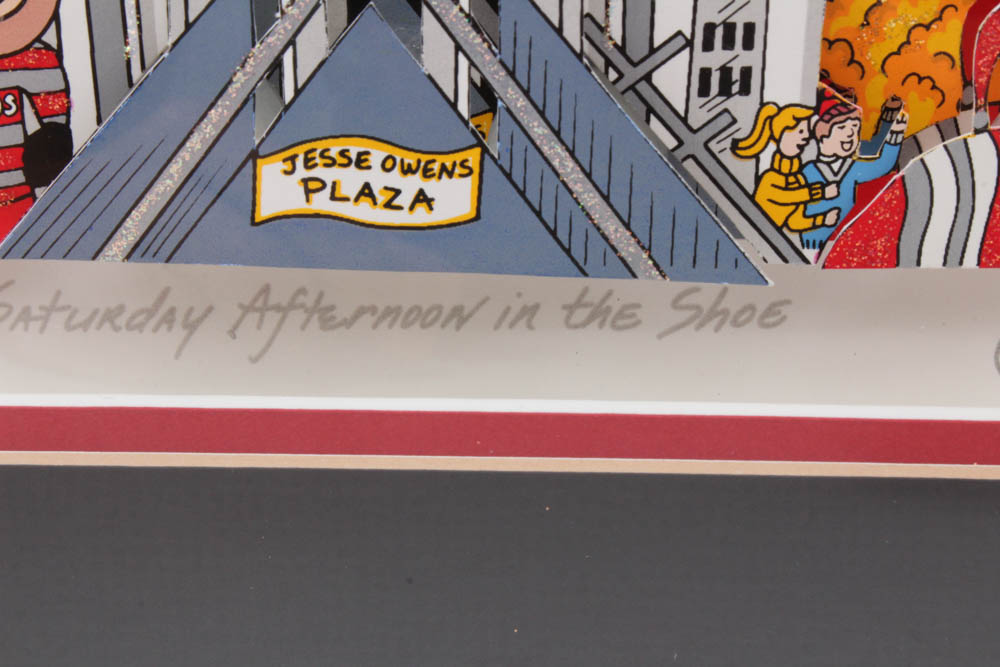 JESSE OWENS
PLAZA
Saturday Afternoon in the Shoe